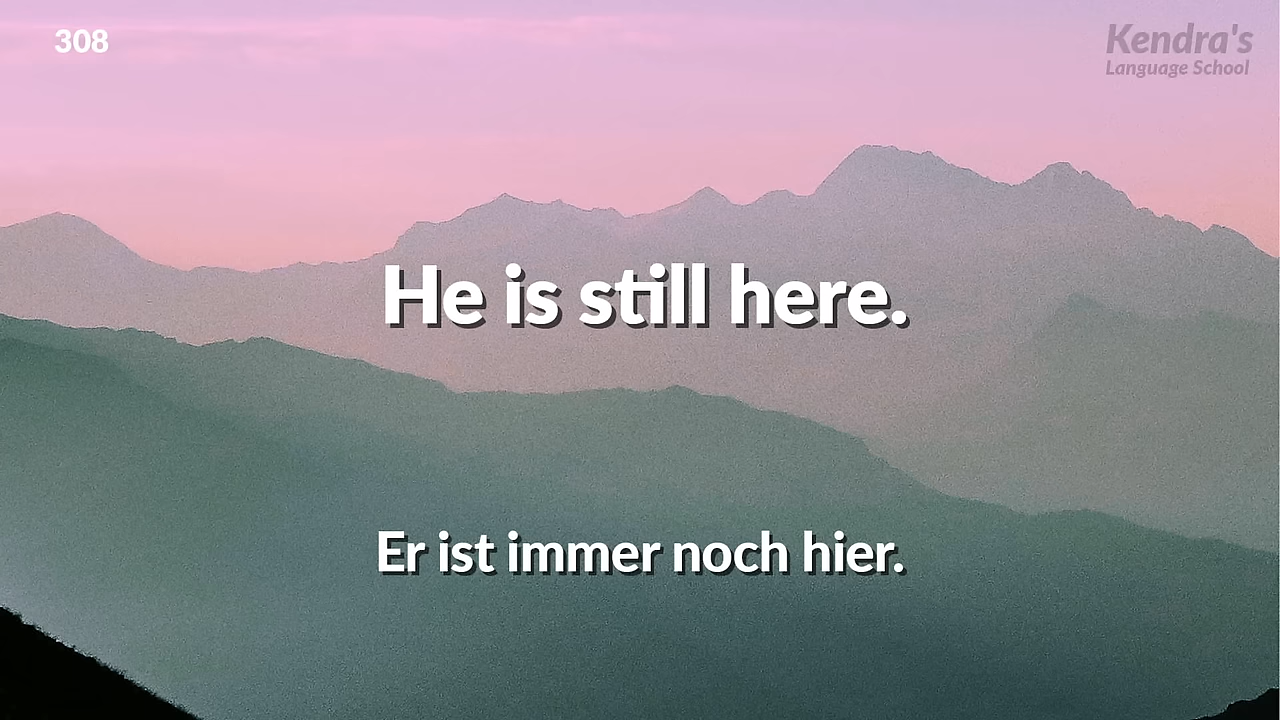 308
Kendra's
Language School
He is still here.
Er ist immer noch hier.